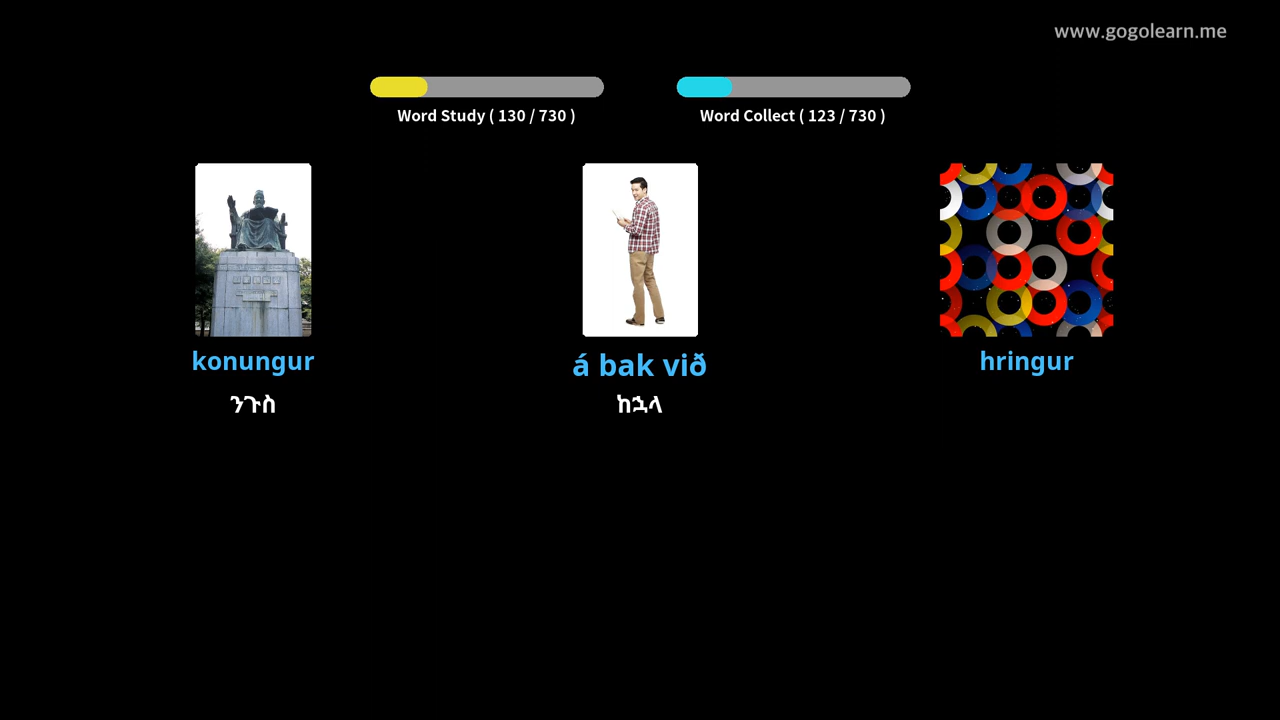 www.gogolearn.me
Word Study ( 130 / 730 )
Word Collect ( 123 / 730 )
konungur
á bak við
hringur
ንጉስ
ከኋላ